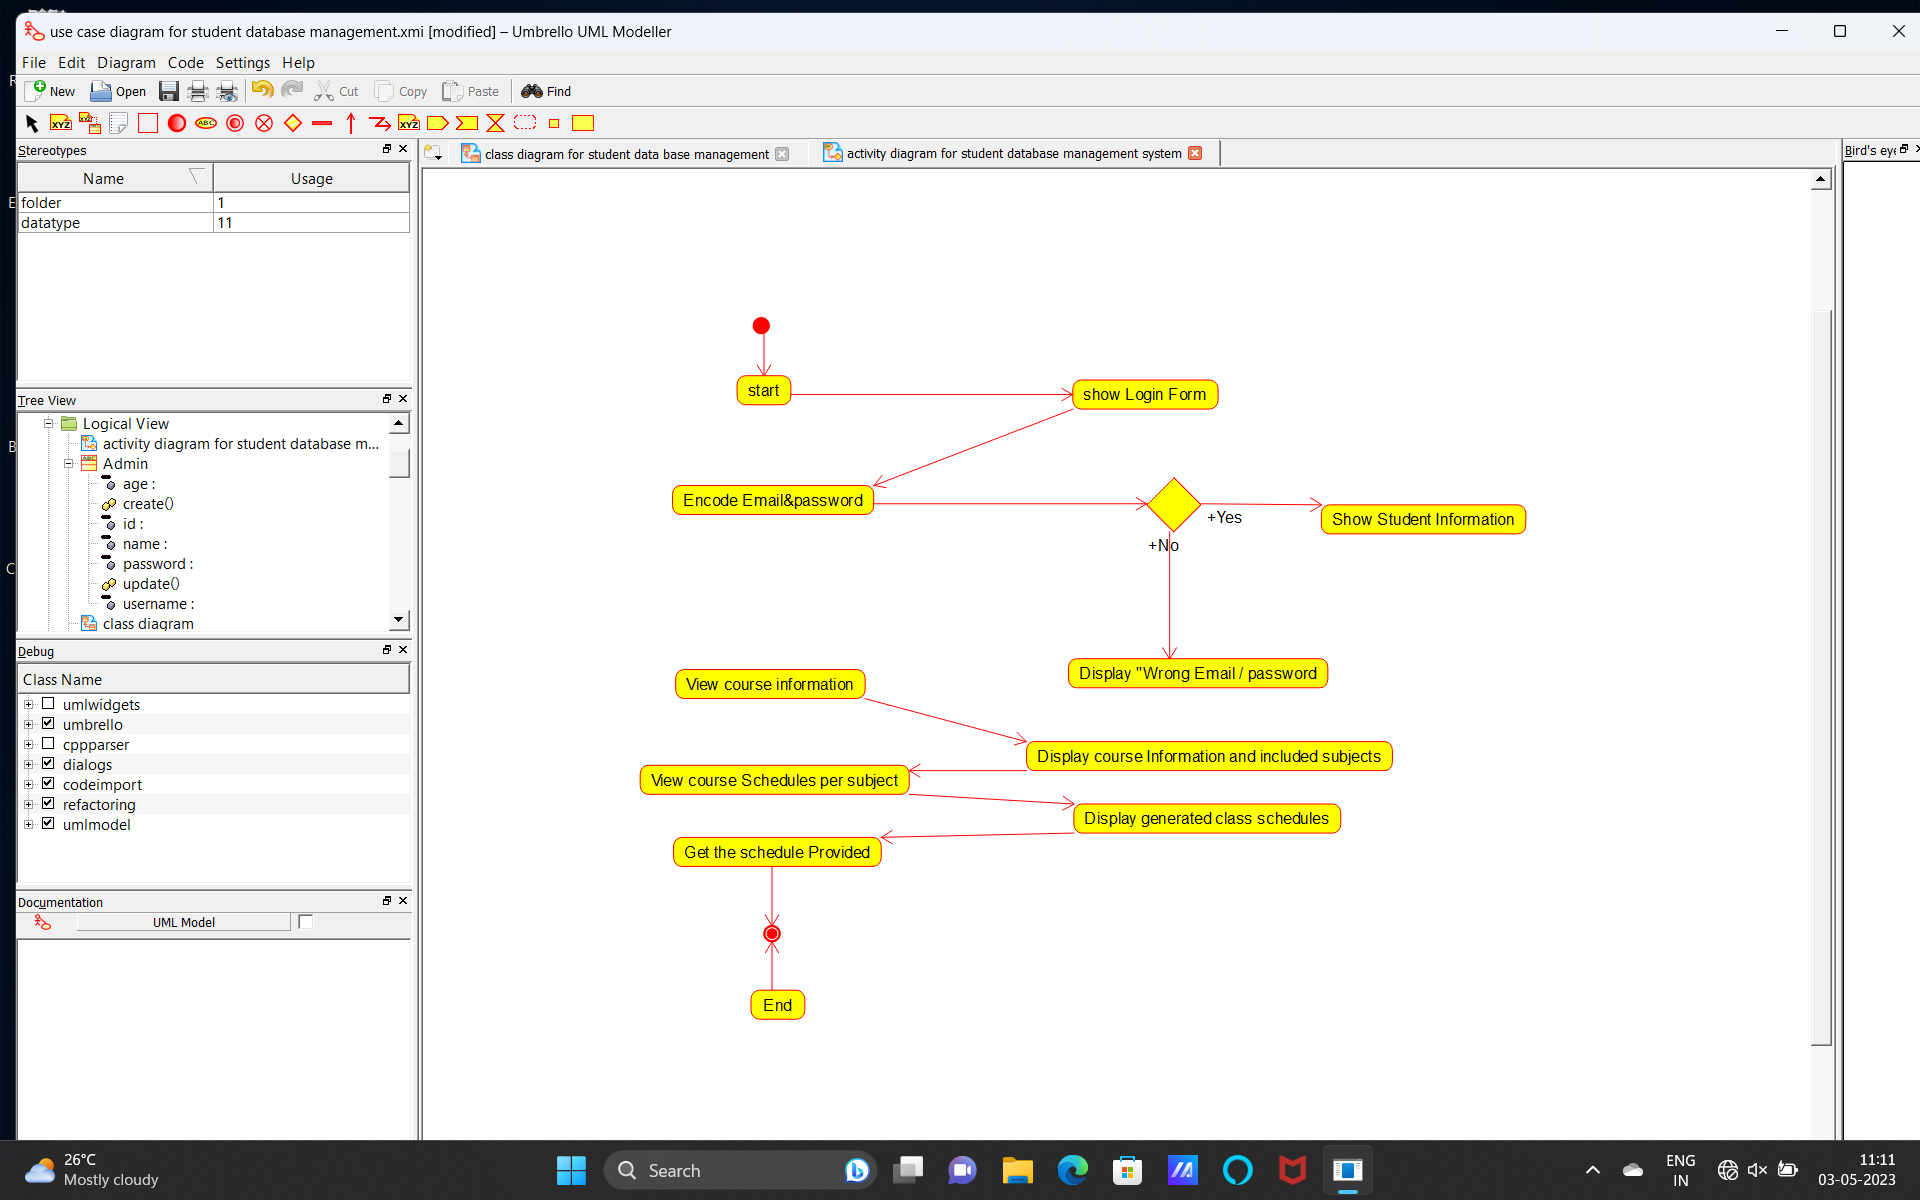 use case diagram for student database management.xmi [modified] – Umbrello UML Modeller
File Edit Diagram Code Settings Help
New Open Cut Copy Paste Find
XYZ XYZ ABC XYZ
Stereotypes
Name Usage
folder 1
datatype 11
class diagram for student data base management
activity diagram for student database management system
Bird's eye
Tree View
Logical View
activity diagram for student database m...
Admin
age :
create()
id :
name :
password :
update()
username :
class diagram
Debug
Class Name
umlwidgets
umbrello
cppparser
dialogs
codeimport
refactoring
umlmodel
Documentation
UML Model
start
show Login Form
Encode Email&password
+Yes
Show Student Information
+No
Display "Wrong Email / password
View course information
Display course Information and included subjects
View course Schedules per subject
Display generated class schedules
Get the schedule Provided
End
26°C
Mostly cloudy
Search
ENG
IN
11:11
03-05-2023